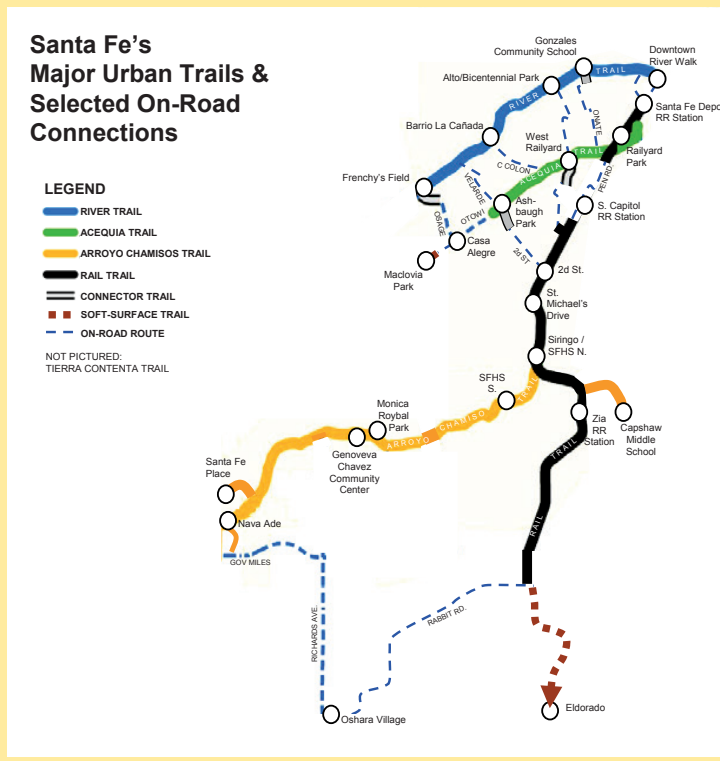 Santa Fe's
Major Urban Trails &
Selected On-Road
Connections
LEGEND
RIVER TRAIL
ACEQUIA TRAIL
ARROYO CHAMISOS TRAIL
RAIL TRAIL
CONNECTOR TRAIL
SOFT-SURFACE TRAIL
ON-ROAD ROUTE
NOT PICTURED:
TIERRA CONTENTA TRAIL
Gonzales
Community School
Downtown
River Walk
Alto/Bicentennial Park
TRAIL
RIVER
Santa Fe Depot
RR Station
ONATE
Barrio La Cañada
West
Railyard
TRAIL
Railyard
Park
C COLON
ACEQUIA
PEN RD.
Frenchy's Field
VELARDE
Ash-
baugh
Park
S. Capitol
RR Station
OSAGE
OTOWI
Casa
Alegre
2d ST
Maclovia
Park
2d St.
St.
Michael's
Drive
Siringo /
SFHS N.
SFHS
S.
TRAIL
CHAMISO
ARROYO
Monica
Roybal
Park
Genoveva
Chavez
Community
Center
Zia
RR
Station
Capshaw
Middle
School
TRAIL
RAIL
Santa Fe
Place
Nava Ade
GOV MILES
RICHARDS AVE.
RABBIT RD.
Oshara Village
Eldorado